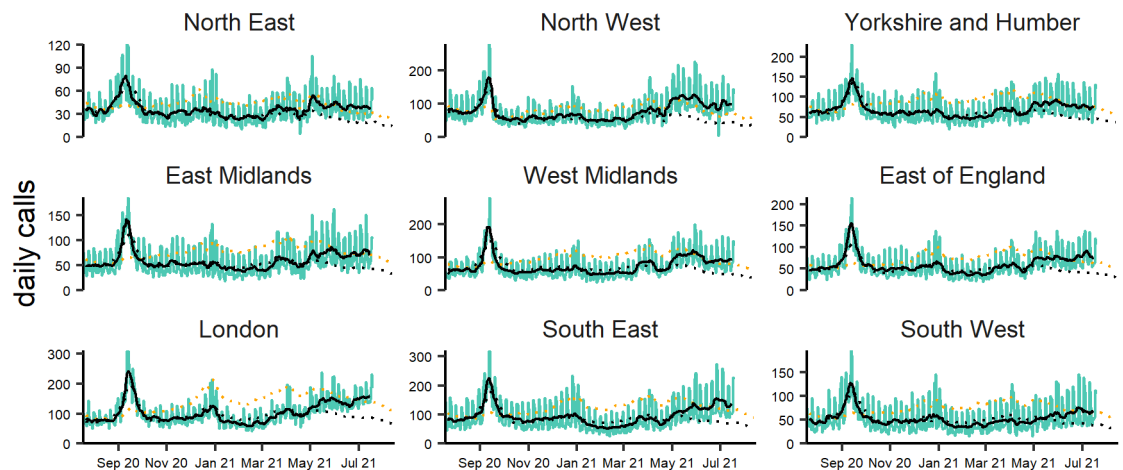 North East
North West
Yorkshire and Humber
120
90
60
30
0
200
100
0
200
150
100
50
0
East Midlands
West Midlands
East of England
daily calls
150
100
50
0
200
100
0
200
150
100
50
0
London
South East
South West
300
200
100
0
300
200
100
0
150
100
50
0
Sep 20 Nov 20 Jan 21 Mar 21 May 21 Jul 21
Sep 20 Nov 20 Jan 21 Mar 21 May 21 Jul 21
Sep 20 Nov 20 Jan 21 Mar 21 May 21 Jul 21